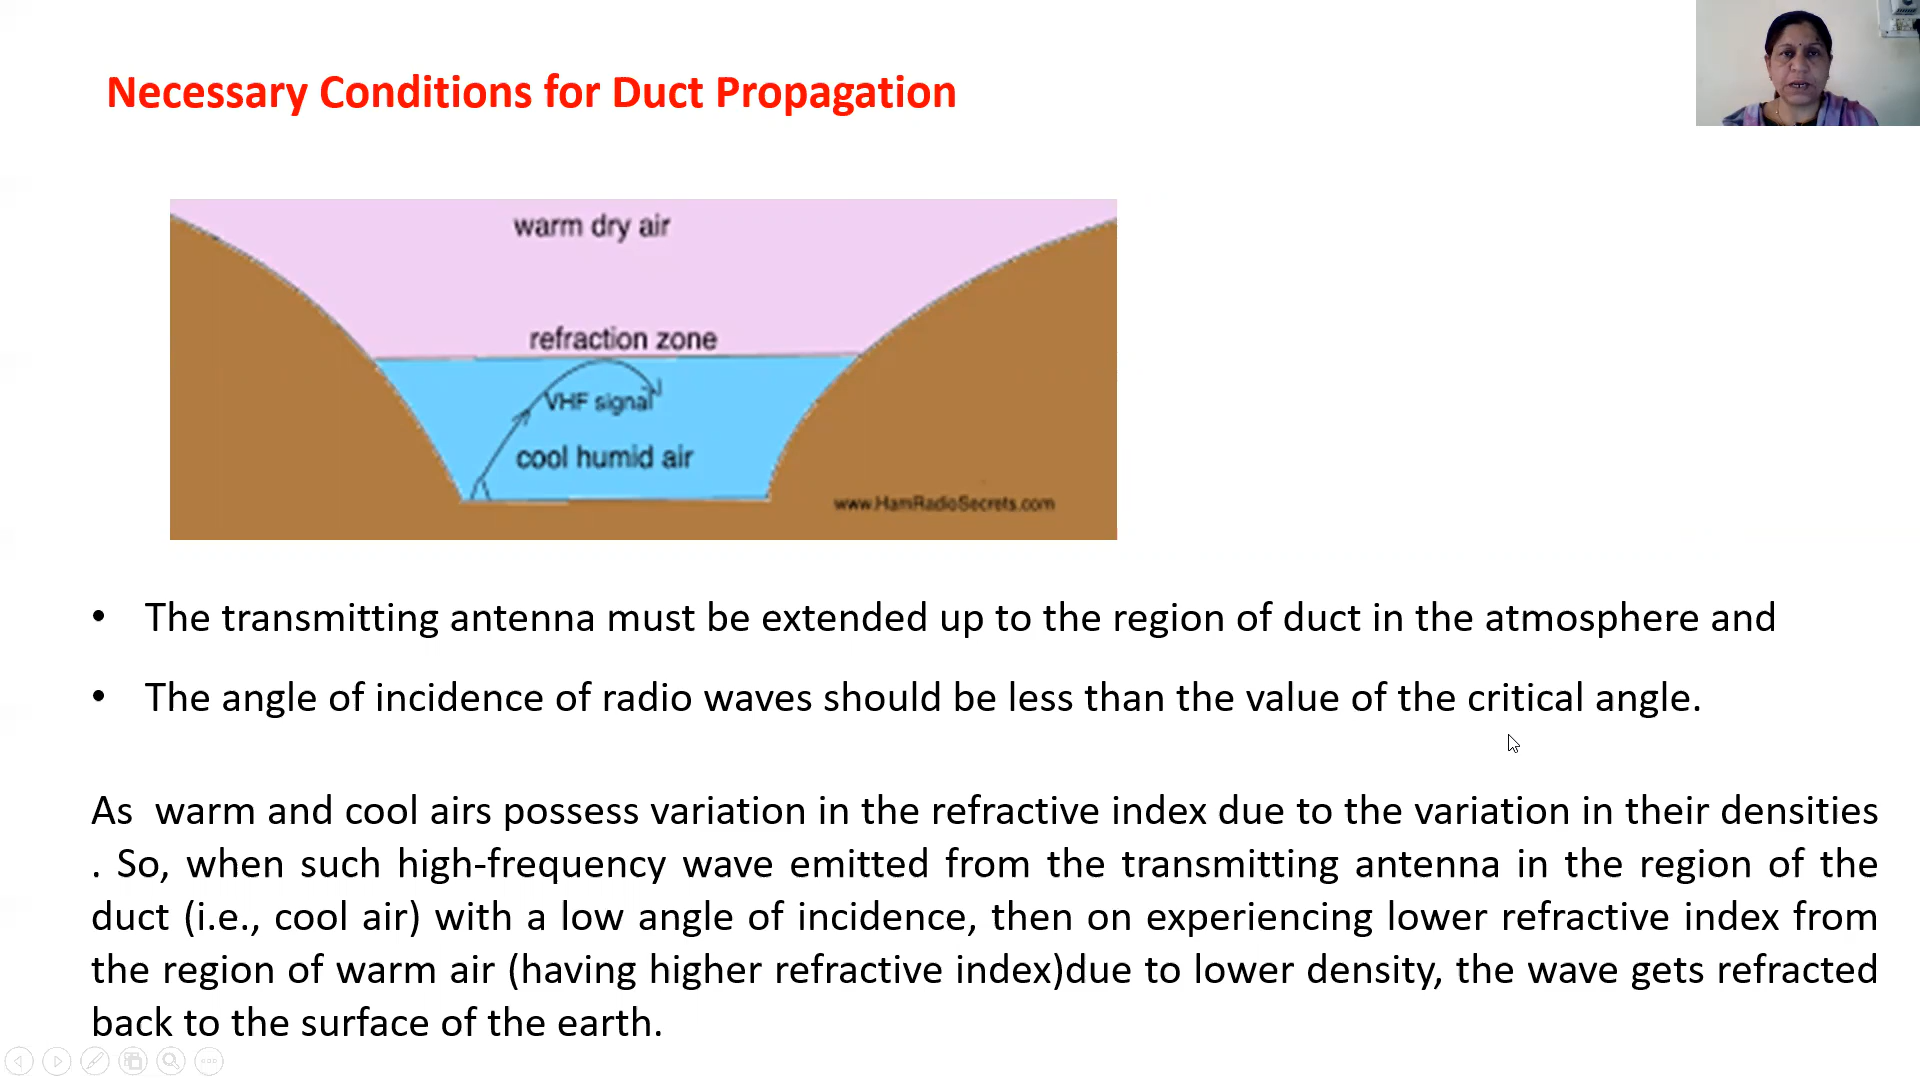 Necessary Conditions for Duct Propagation
warm dry air
refraction zone
VHF signal
cool humid air
www.HamRadioSecrets.com
• The transmitting antenna must be extended up to the region of duct in the atmosphere and
• The angle of incidence of radio waves should be less than the value of the critical angle.
As warm and cool airs possess variation in the refractive index due to the variation in their densities
. So, when such high-frequency wave emitted from the transmitting antenna in the region of the
duct (i.e., cool air) with a low angle of incidence, then on experiencing lower refractive index from
the region of warm air (having higher refractive index)due to lower density, the wave gets refracted
back to the surface of the earth.